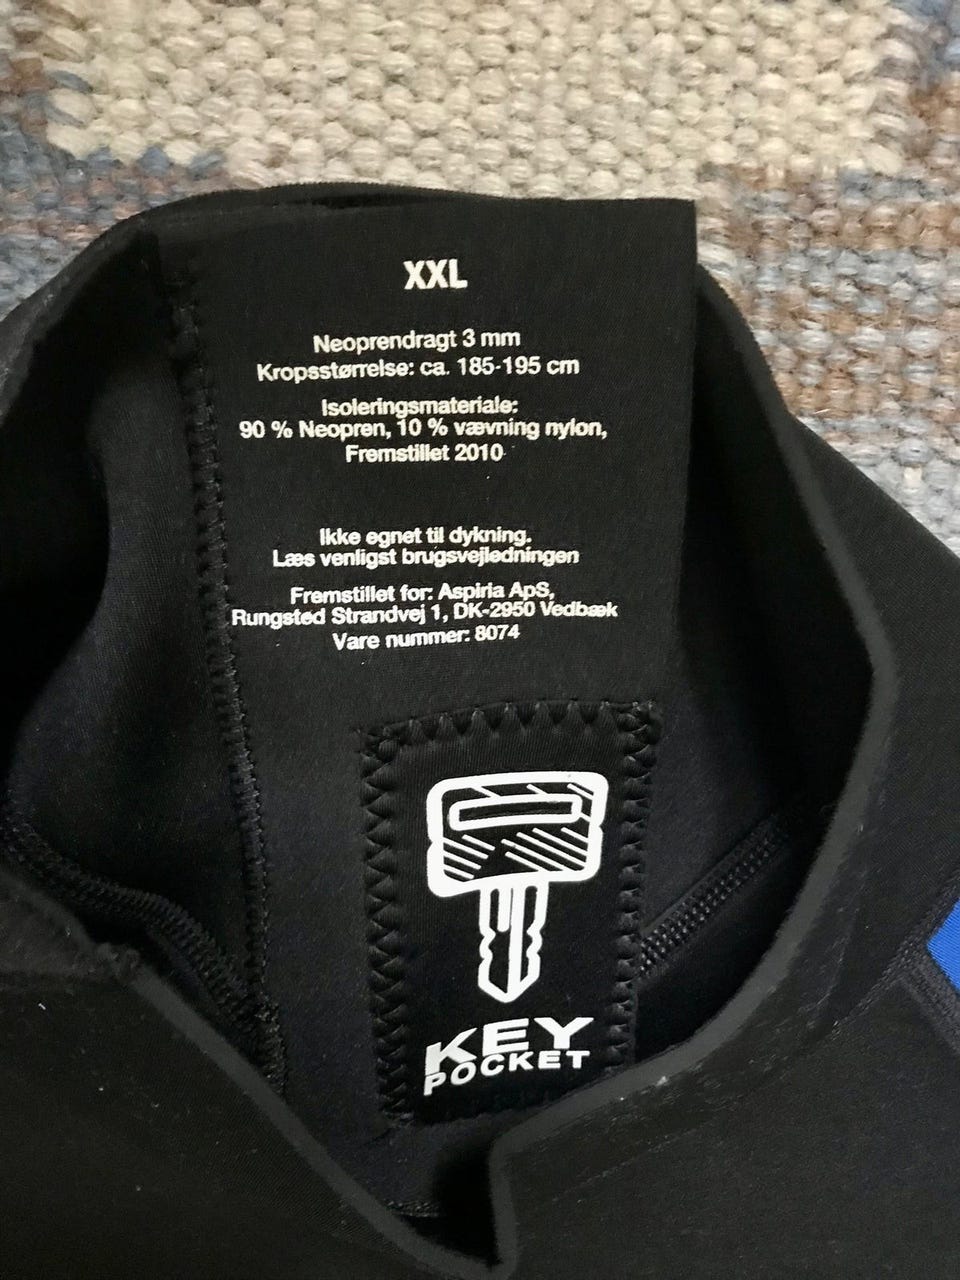 XXL
Neoprendragt 3 mm
Kropsstørrelse: ca. 185-195 cm
Isoleringsmateriale:
90 % Neopren, 10 % vævning nylon,
Fremstillet 2010
Ikke egnet til dykning.
Læs venligst brugsvejledningen
Fremstillet for: Aspiria ApS,
Rungsted Strandvej 1, DK-2950 Vedbæk
Vare nummer: 8074
KEY
POCKET